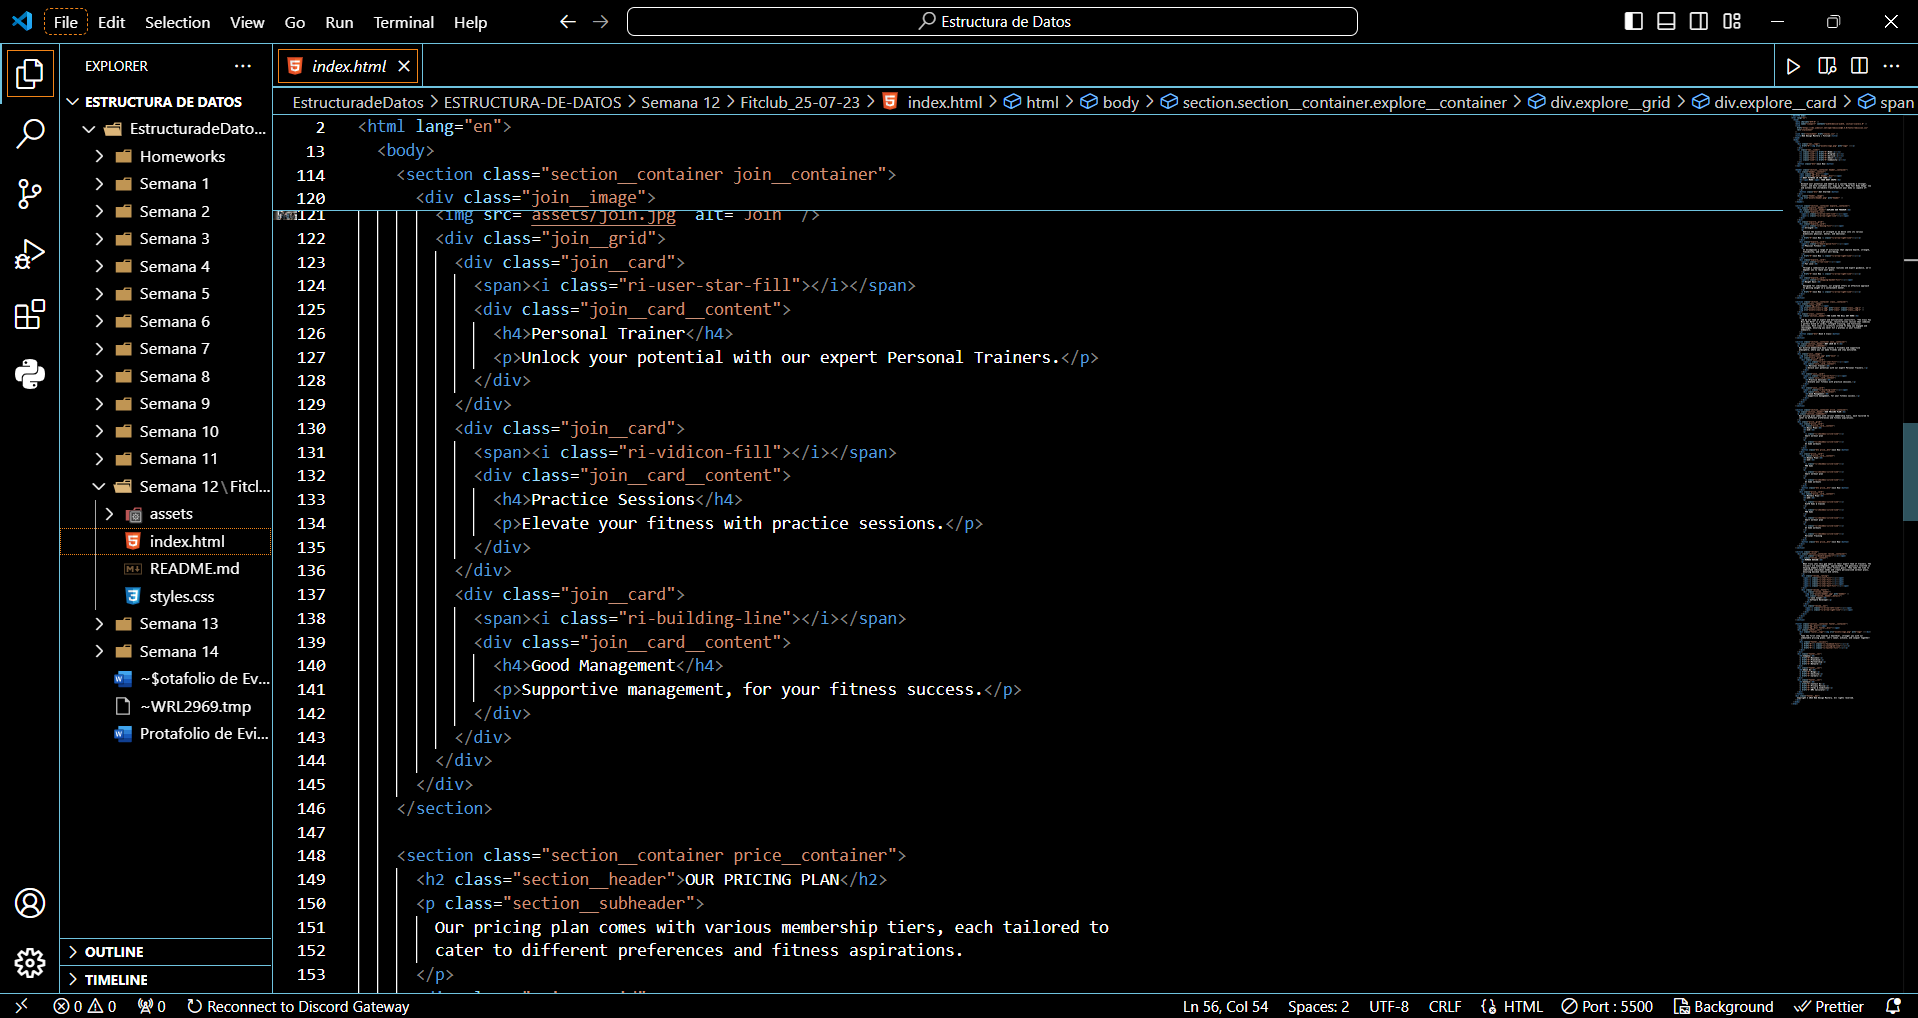 File Edit Selection View Go Run Terminal Help
Estructura de Datos
EXPLORER
ESTRUCTURA DE DATOS
EstructuradeDato...
Homeworks
Semana 1
Semana 2
Semana 3
Semana 4
Semana 5
Semana 6
Semana 7
Semana 8
Semana 9
Semana 10
Semana 11
Semana 12\Fitcl...
assets
index.html
README.md
styles.css
Semana 13
Semana 14
~$otafolio de Ev...
~WRL2969.tmp
Protafolio de Evi...
OUTLINE
TIMELINE
index.html
EstructuradeDatos > ESTRUCTURA-DE-DATOS > Semana 12 > Fitclub_25-07-23 > index.html > html > body > section.section__container.explore__container > div.explore__grid > div.explore__card > span
2 <html lang="en">
13 <body>
114 <section class="section__container join__container">
120 <div class="join__image">
121 <img src="assets/join.jpg" alt="Join" />
122 <div class="join__grid">
123 <div class="join__card">
124 <span><i class="ri-user-star-fill"></i></span>
125 <div class="join__card__content">
126 <h4>Personal Trainer</h4>
127 <p>Unlock your potential with our expert Personal Trainers.</p>
128 </div>
129 </div>
130 <div class="join__card">
131 <span><i class="ri-vidicon-fill"></i></span>
132 <div class="join__card__content">
133 <h4>Practice Sessions</h4>
134 <p>Elevate your fitness with practice sessions.</p>
135 </div>
136 </div>
137 <div class="join__card">
138 <span><i class="ri-building-line"></i></span>
139 <div class="join__card__content">
140 <h4>Good Management</h4>
141 <p>Supportive management, for your fitness success.</p>
142 </div>
143 </div>
144 </div>
145 </div>
146 </section>
147
148 <section class="section__container price__container">
149 <h2 class="section__header">OUR PRICING PLAN</h2>
150 <p class="section__subheader">
151 Our pricing plan comes with various membership tiers, each tailored to
152 cater to different preferences and fitness aspirations.
153 </p>
0 0 0 Reconnect to Discord Gateway Ln 56, Col 54 Spaces: 2 UTF-8 CRLF {} HTML Port : 5500 Background Prettier